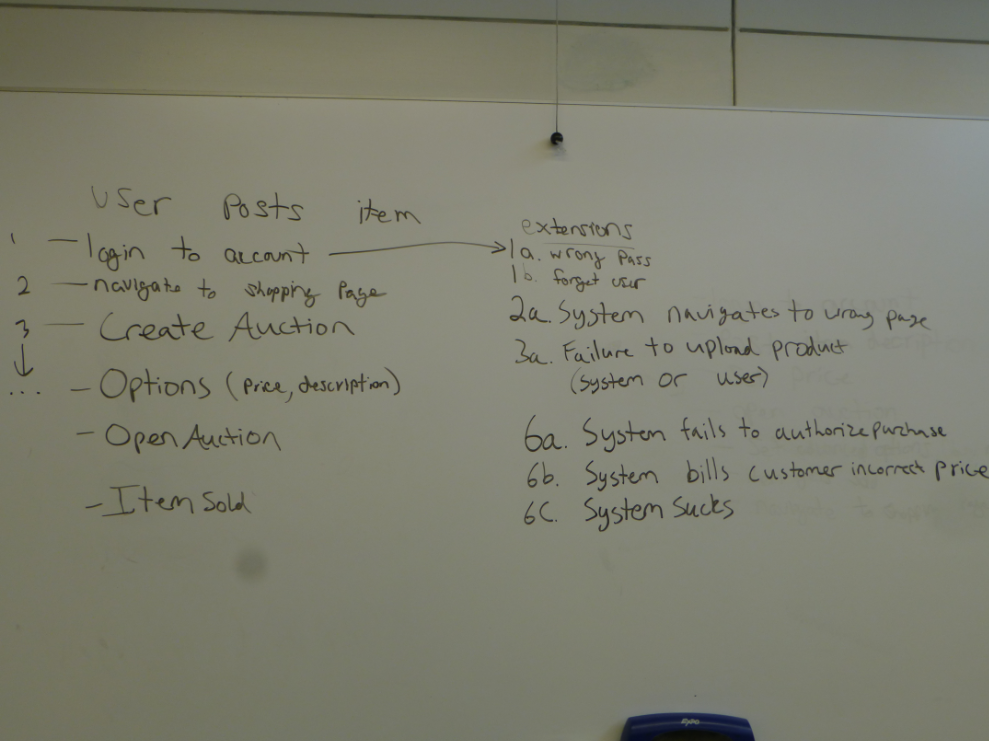 User Posts item
1 — login to account
2 — navigate to shopping Page
3 — Create Auction
... - Options (Price, description)
- Open Auction
- Item Sold
extensions
1a. wrong Pass
1b. forget user
2a. System navigates to wrong page
3a. Failure to upload product
(system or user)
6a. System fails to authorize purchase
6b. System bills customer incorrect price
6c. System Sucks
expo